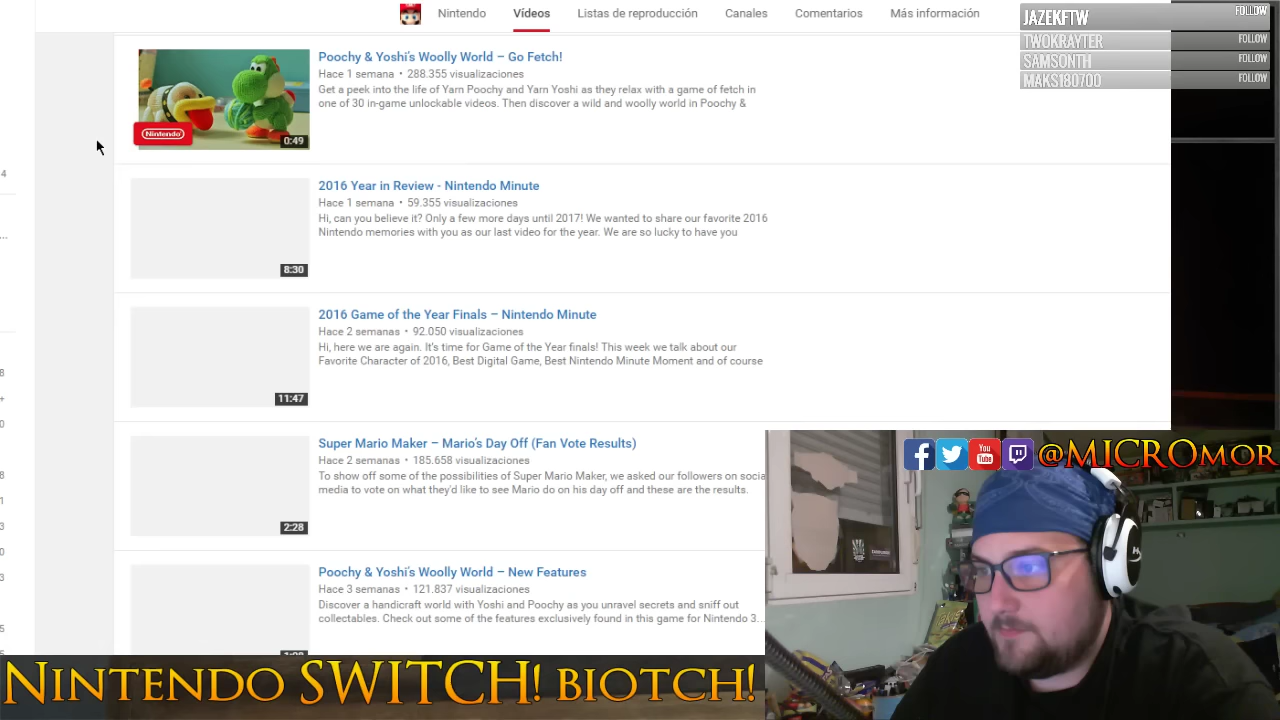 Nintendo Vídeos Listas de reproducción Canales Comentarios Más información
JAZEKFTW FOLLOW
TWOKRAYTER FOLLOW
SAMSONTH FOLLOW
MAKS180700 FOLLOW
Poochy & Yoshi's Woolly World – Go Fetch!
Hace 1 semana • 288.355 visualizaciones
Get a peek into the life of Yarn Poochy and Yarn Yoshi as they relax with a game of fetch in
one of 30 in-game unlockable videos. Then discover a wild and woolly world in Poochy &
Nintendo
0:49
2016 Year in Review - Nintendo Minute
Hace 1 semana • 59.355 visualizaciones
Hi, can you believe it? Only a few more days until 2017! We wanted to share our favorite 2016
Nintendo memories with you as our last video for the year. We are so lucky to have you
8:30
2016 Game of the Year Finals – Nintendo Minute
Hace 2 semanas • 92.050 visualizaciones
Hi, here we are again. It's time for Game of the Year finals! This week we talk about our
Favorite Character of 2016, Best Digital Game, Best Nintendo Minute Moment and of course
11:47
Super Mario Maker – Mario's Day Off (Fan Vote Results)
Hace 2 semanas • 185.658 visualizaciones
To show off some of the possibilities of Super Mario Maker, we asked our followers on socia
media to vote on what they'd like to see Mario do on his day off and these are the results.
2:28
Poochy & Yoshi's Woolly World – New Features
Hace 3 semanas • 121.837 visualizaciones
Discover a handicraft world with Yoshi and Poochy as you unravel secrets and sniff out
collectables. Check out some of the features exclusively found in this game for Nintendo 3...
You Tube @MICROmor
NINTENDO SWITCH! BIOTCH!